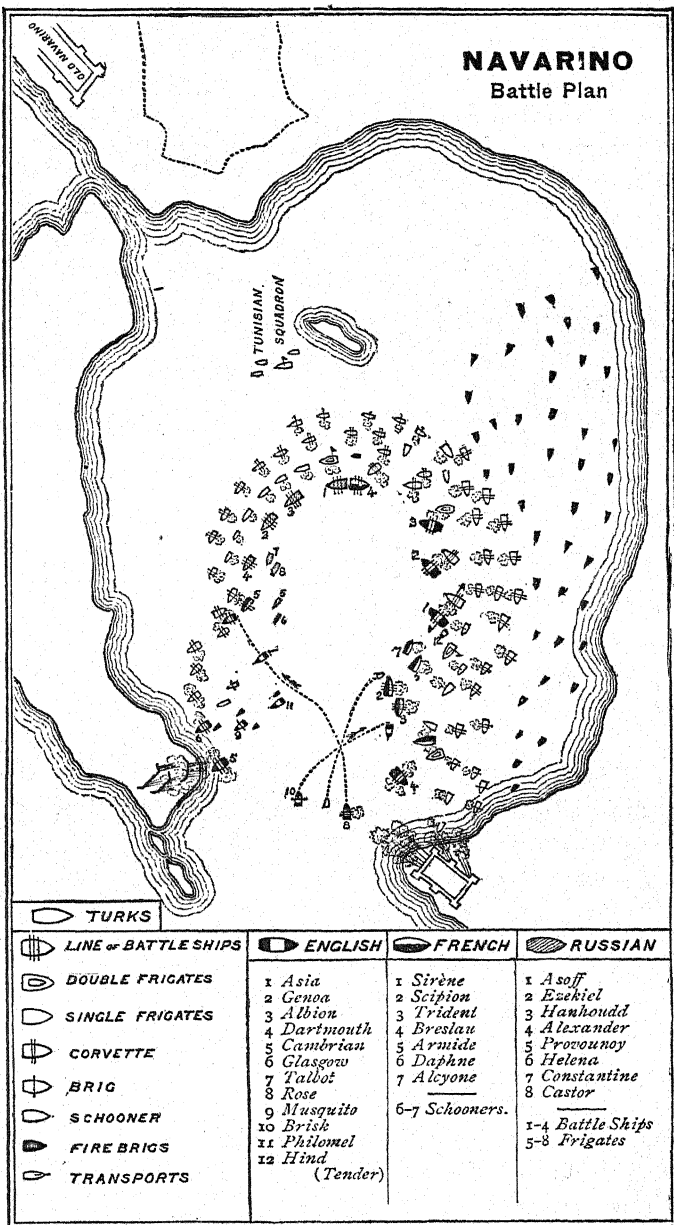 OLD NAVARINO
NAVARINO
Battle Plan
TUNISIAN
SQUADRON
TURKS
LINE OF BATTLE SHIPS
DOUBLE FRIGATES
SINGLE FRIGATES
CORVETTE
BRIG
SCHOONER
FIRE BRIGS
TRANSPORTS
ENGLISH
1 Asia
2 Genoa
3 Albion
4 Dartmouth
5 Cambrian
6 Glasgow
7 Talbot
8 Rose
9 Musquito
10 Brisk
11 Philomel
12 Hind
(Tender)
FRENCH
1 Sirène
2 Scipion
3 Trident
4 Breslau
5 Armide
6 Daphne
7 Alcyone
6-7 Schooners.
RUSSIAN
1 Asoff
2 Ezekiel
3 Hanhoudd
4 Alexander
5 Provounoy
6 Helena
7 Constantine
8 Castor
1-4 Battle Ships
5-8 Frigates